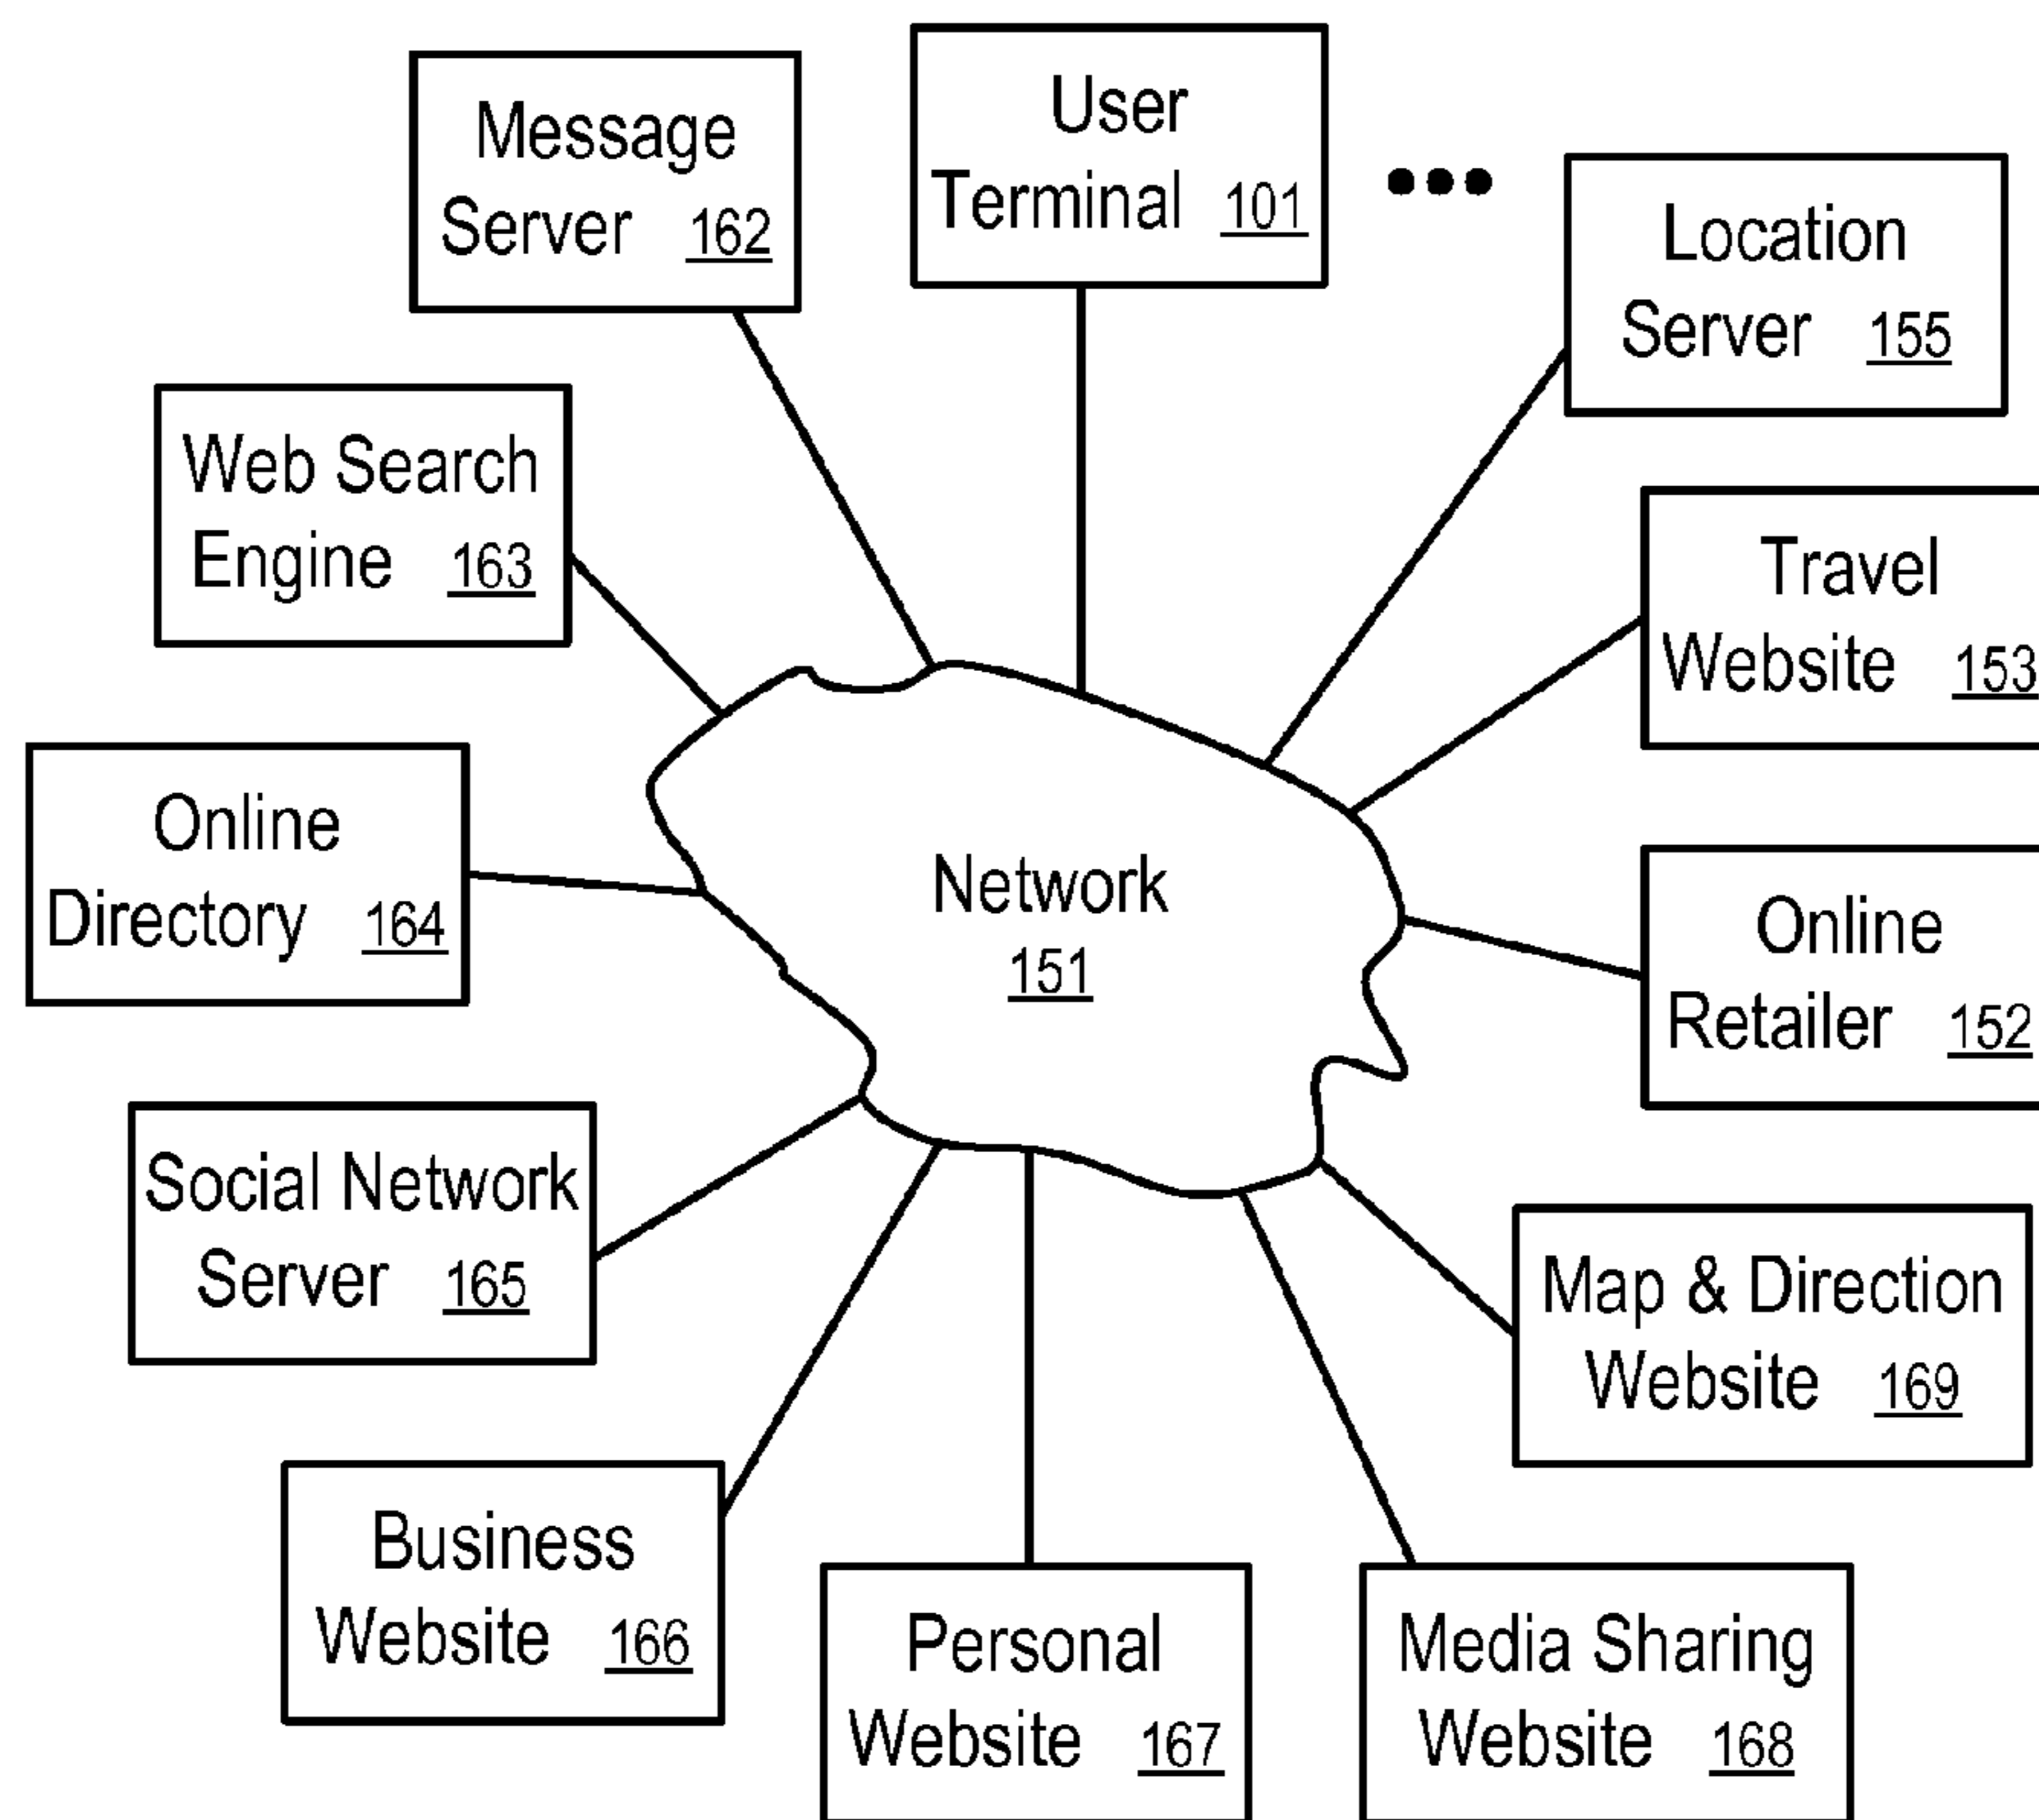 Message
Server 162
User
Terminal 101
Location
Server 155
Web Search
Engine 163
Travel
Website 153
Online
Directory 164
Network
151
Online
Retailer 152
Social Network
Server 165
Map & Direction
Website 169
Business
Website 166
Personal
Website 167
Media Sharing
Website 168